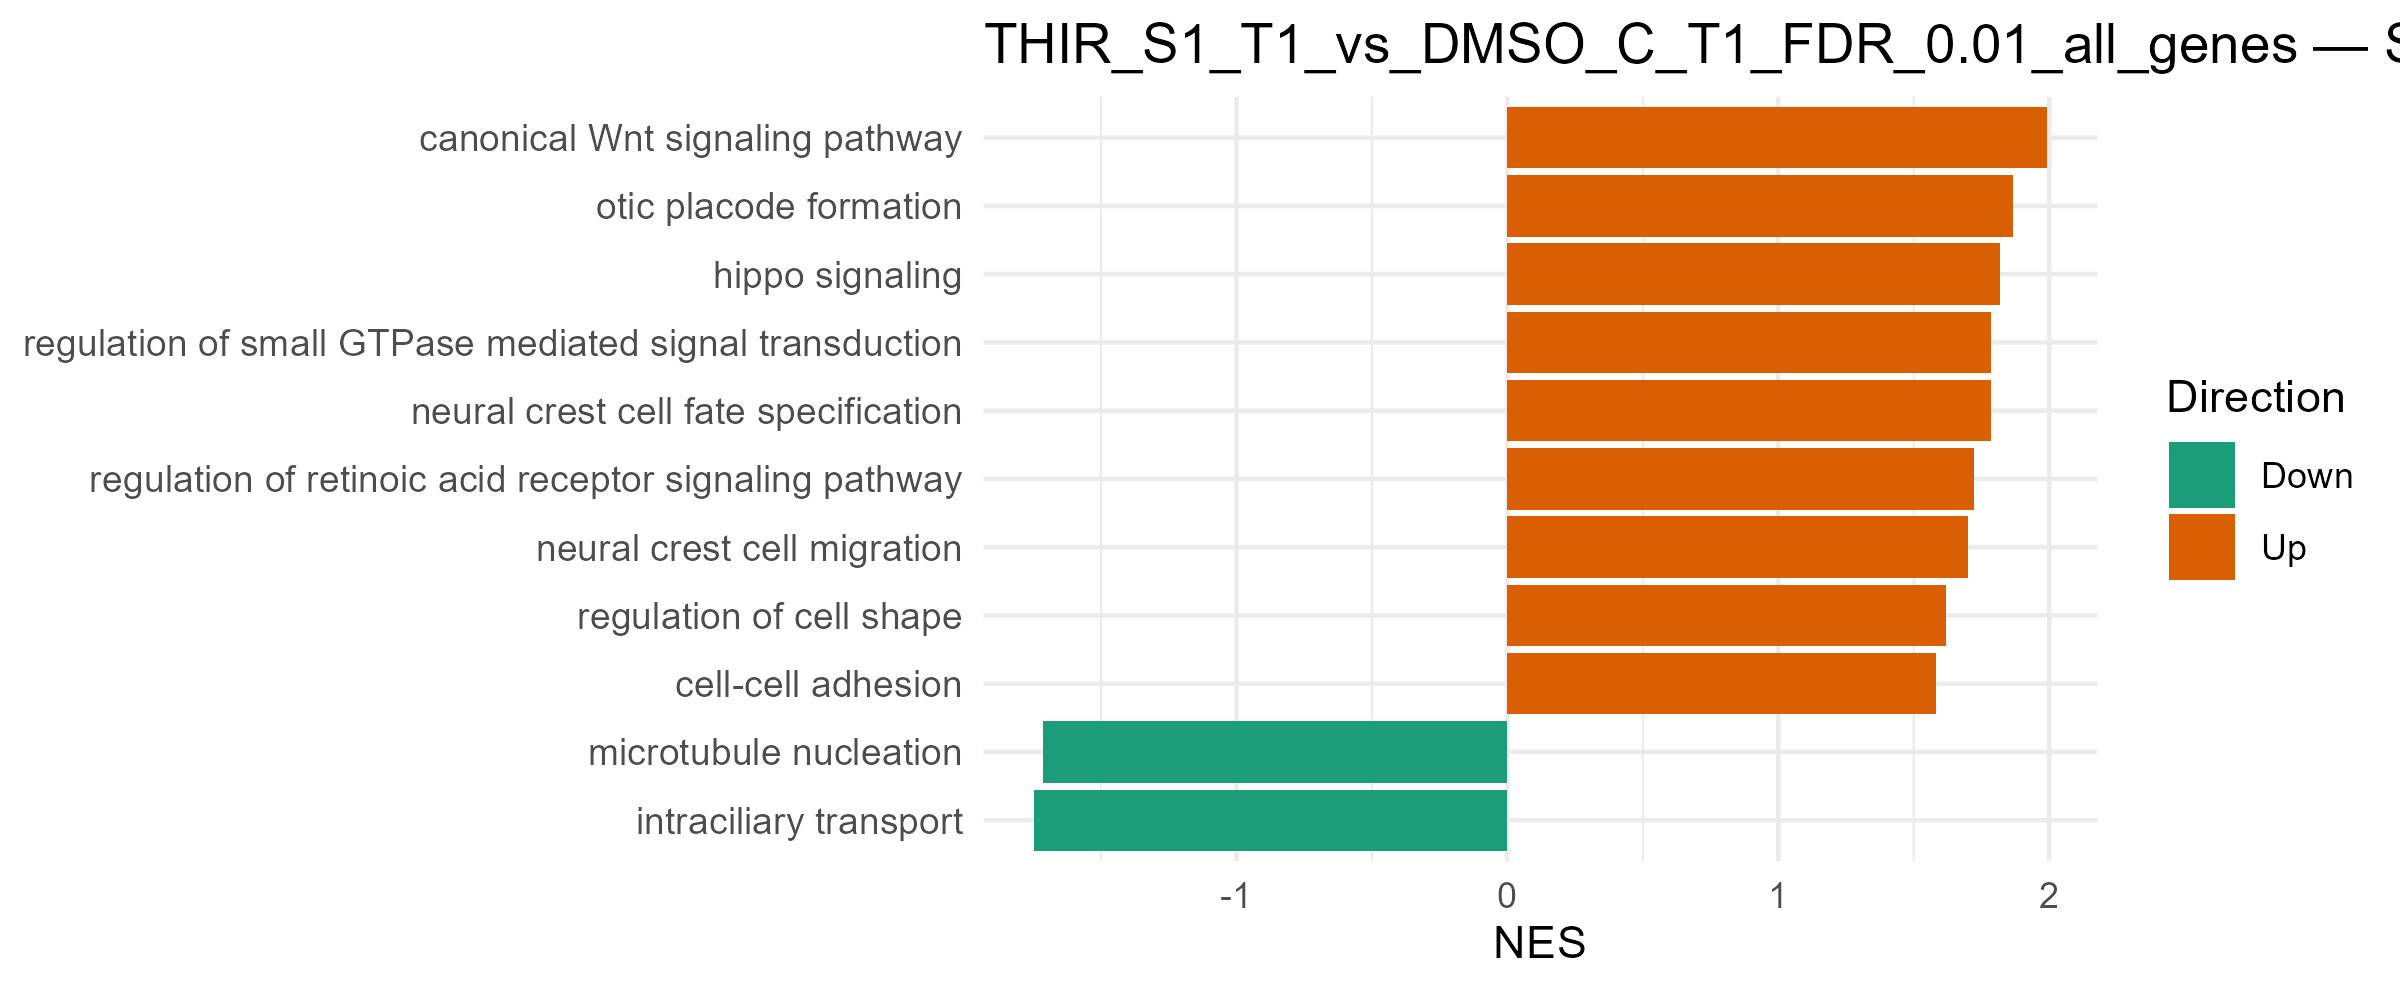 THIR_S1_T1_vs_DMSO_C_T1_FDR_0.01_all_genes — S
canonical Wnt signaling pathway
otic placode formation
hippo signaling
regulation of small GTPase mediated signal transduction
neural crest cell fate specification
regulation of retinoic acid receptor signaling pathway
neural crest cell migration
regulation of cell shape
cell-cell adhesion
microtubule nucleation
intraciliary transport
-1 0 1 2
NES
Direction
Down
Up